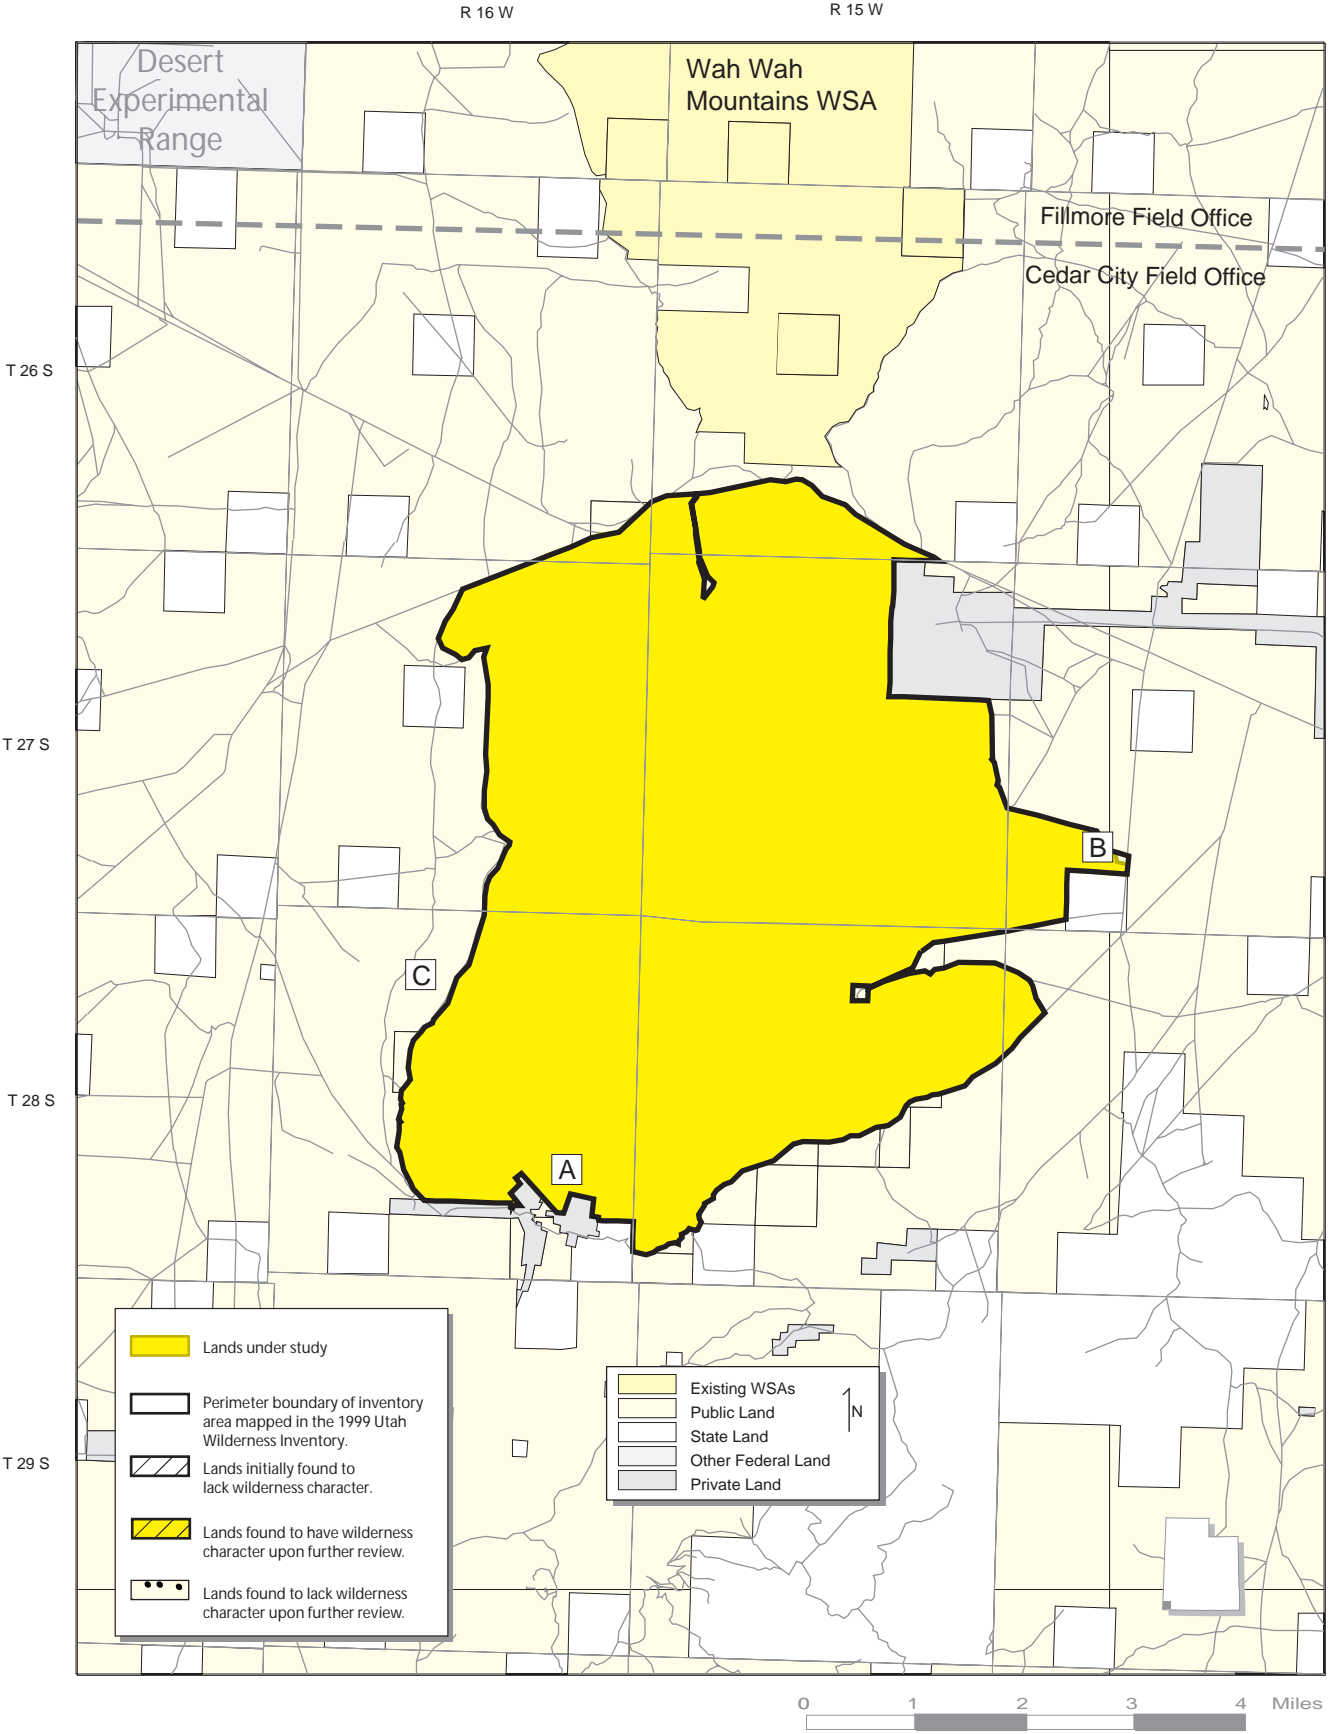 R 16 W
R 15 W
Desert
Experimental
Range
Wah Wah
Mountains WSA
Fillmore Field Office
Cedar City Field Office
T 26 S
T 27 S
B
C
T 28 S
A
Lands under study
Perimeter boundary of inventory
area mapped in the 1999 Utah
Wilderness Inventory.
Lands initially found to
lack wilderness character.
Lands found to have wilderness
character upon further review.
Lands found to lack wilderness
character upon further review.
Existing WSAs
Public Land
State Land
Other Federal Land
Private Land
N
T 29 S
0 1 2 3 4 Miles